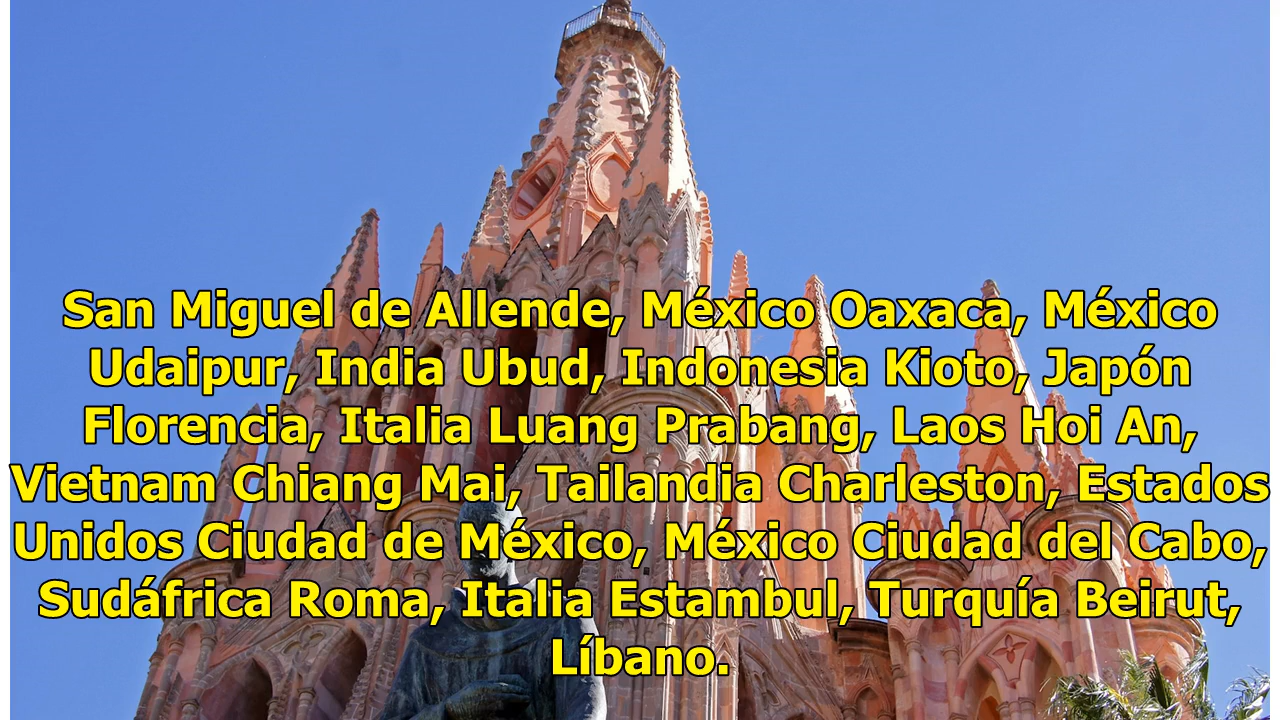 San Miguel de Allende, México Oaxaca, México
Udaipur, India Ubud, Indonesia Kioto, Japón
Florencia, Italia Luang Prabang, Laos Hoi An,
Vietnam Chiang Mai, Tailandia Charleston, Estados
Unidos Ciudad de México, México Ciudad del Cabo,
Sudáfrica Roma, Italia Estambul, Turquía Beirut,
Líbano.